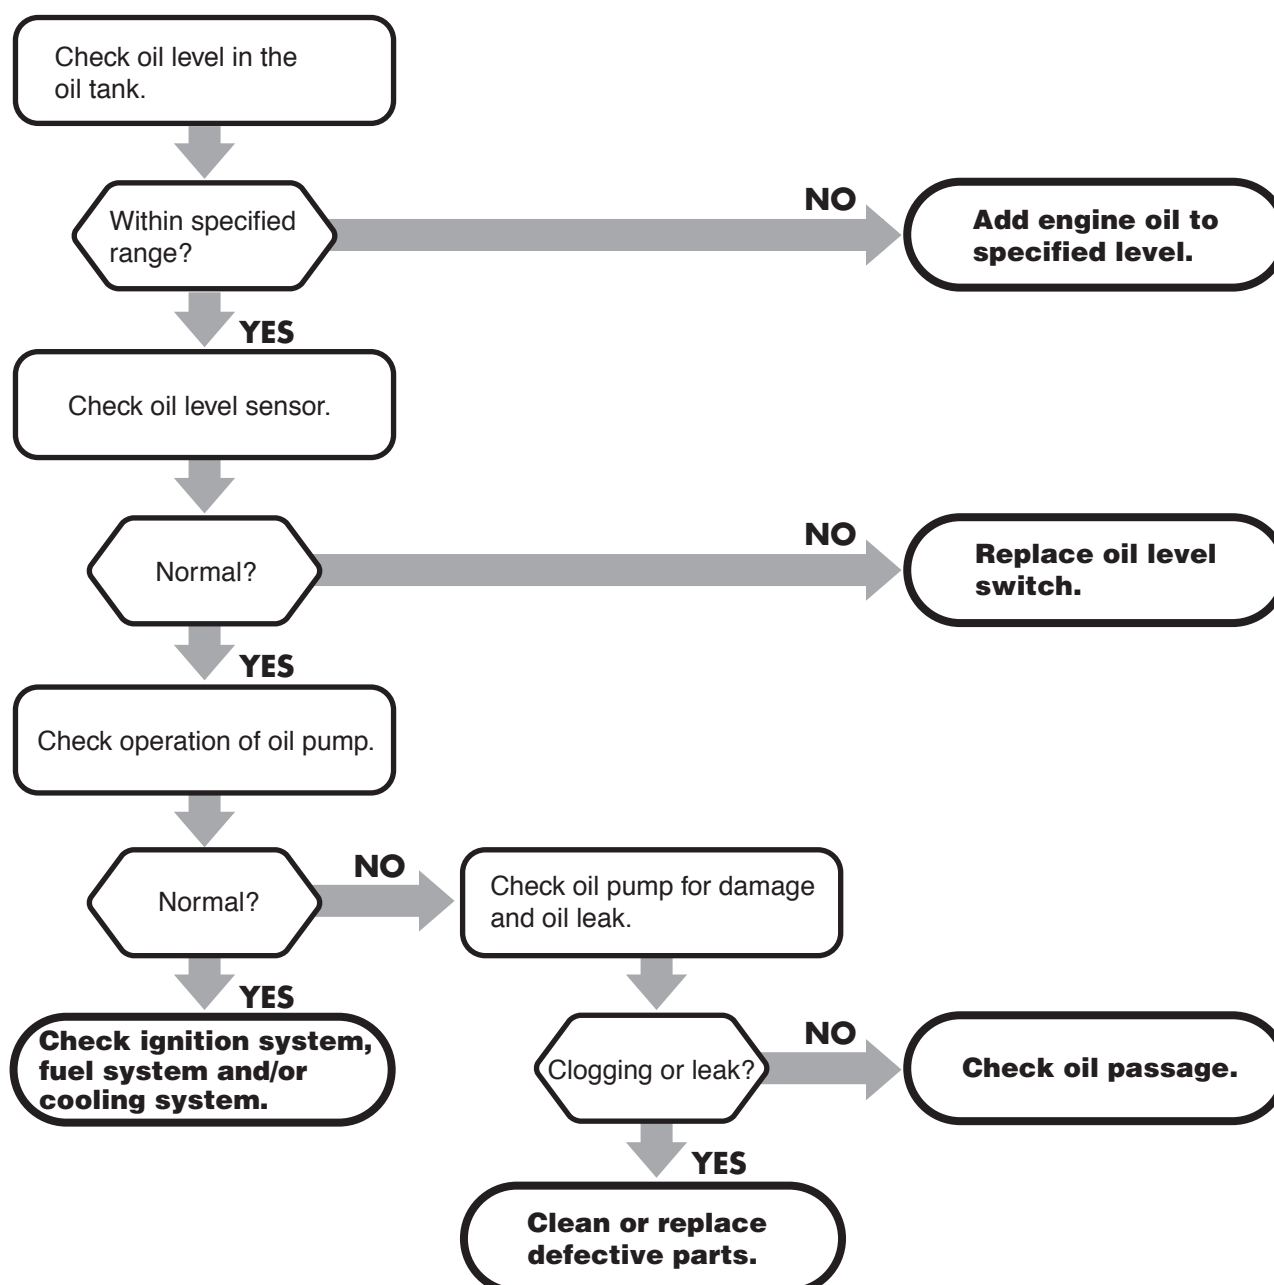 Check oil level in the
oil tank.
Within specified
range?
NO
Add engine oil to
specified level.
YES
Check oil level sensor.
Normal?
NO
Replace oil level
switch.
YES
Check operation of oil pump.
Normal?
NO
Check oil pump for damage
and oil leak.
YES
Check ignition system,
fuel system and/or
cooling system.
Clogging or leak?
NO
Check oil passage.
YES
Clean or replace
defective parts.